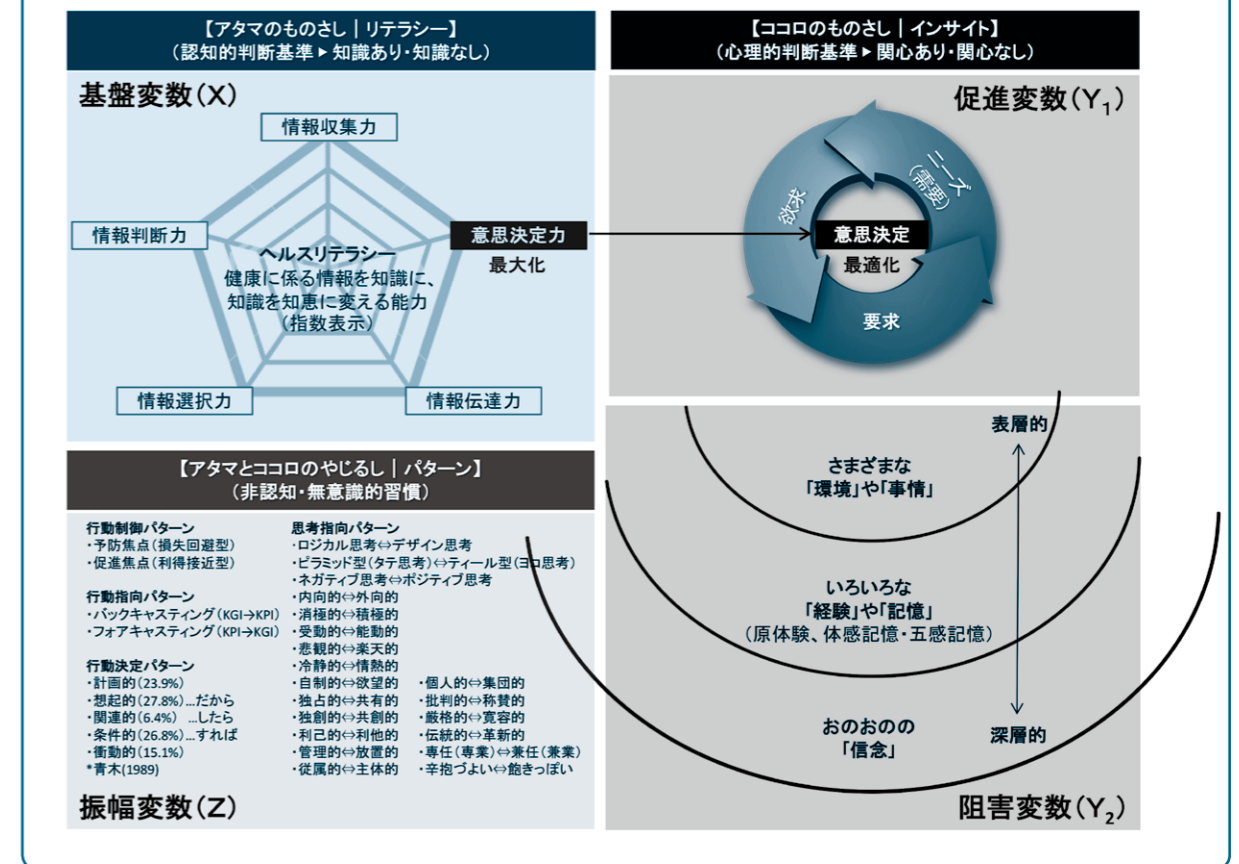 【アタマのものさし｜リテラシー】
（認知的判断基準▶知識あり・知識なし）
基盤変数（X）
情報収集力
情報判断力
意思決定力
最大化
ヘルスリテラシー
健康に係る情報を知識に、
知識を知恵に変える能力
（指数表示）
情報選択力
情報伝達力
【ココロのものさし｜インサイト】
（心理的判断基準▶関心あり・関心なし）
促進変数（Y1）
ニーズ
（需要）
欲求
意思決定
最適化
要求
【アタマとココロのやじるし｜パターン】
（非認知・無意識的習慣）
行動制御パターン
・予防焦点（損失回避型）
・促進焦点（利得接近型）
行動指向パターン
・バックキャスティング（KGI→KPI）
・フォアキャスティング（KPI→KGI）
行動決定パターン
・計画的（23.9%）
・想起的（27.8%）…だから
・関連的（6.4%） …したら
・条件的（26.8%）…すれば
・衝動的（15.1%）
*青木（1989）
思考指向パターン
・ロジカル思考⇔デザイン思考
・ピラミッド型（タテ思考）⇔ティール型（ヨコ思考）
・ネガティブ思考⇔ポジティブ思考
・内向的⇔外向的
・消極的⇔積極的
・受動的⇔能動的
・悲観的⇔楽天的
・冷静的⇔情熱的
・自制的⇔欲望的
・独占的⇔共有的
・独創的⇔共創的
・利己的⇔利他的
・管理的⇔放置的
・従属的⇔主体的
・個人的⇔集団的
・批判的⇔称賛的
・厳格的⇔寛容的
・伝統的⇔革新的
・専任（専業）⇔兼任（兼業）
・辛抱づよい⇔飽きっぽい
振幅変数（Z）
表層的
さまざまな
「環境」や「事情」
いろいろな
「経験」や「記憶」
（原体験、体感記憶・五感記憶）
おのおのの
「信念」
深層的
阻害変数（Y2）